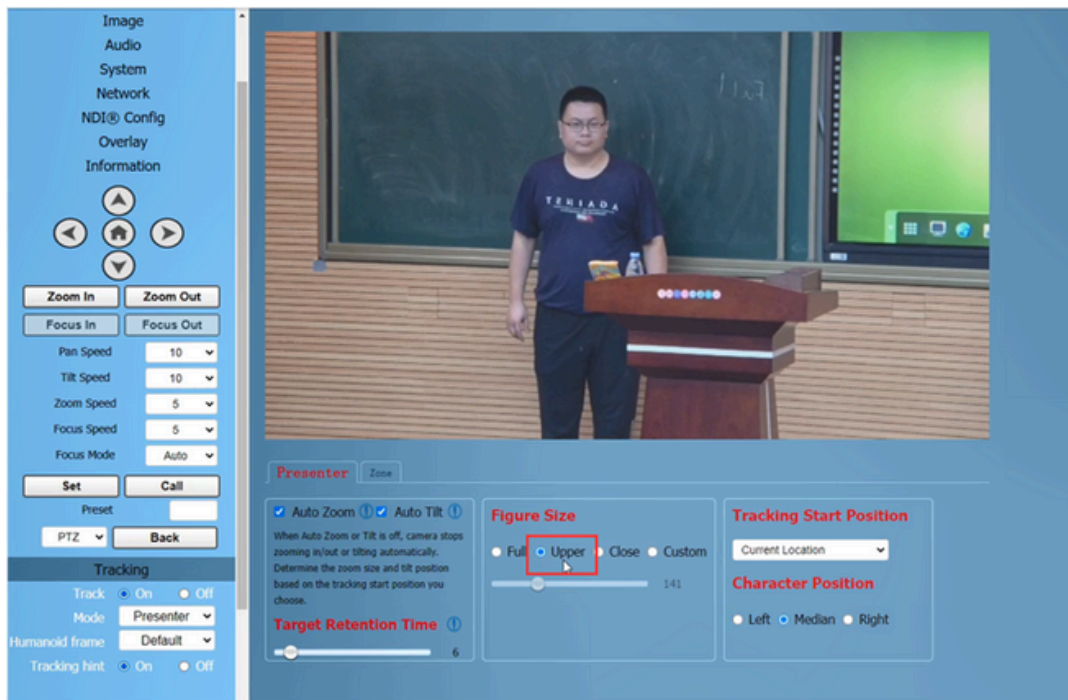 Image
Audio
System
Network
NDI® Config
Overlay
Information
Zoom In Zoom Out
Focus In Focus Out
Pan Speed 10
Tilt Speed 10
Zoom Speed 5
Focus Speed 5
Focus Mode Auto
Set Call
Preset
PTZ Back
Tracking
Track On Off
Mode Presenter
Humanoid frame Default
Tracking hint On Off
Full
Presenter Zone
Auto Zoom Auto Tilt
When Auto Zoom or Tilt is off, camera stops
zooming in/out or tilting automatically.
Determine the zoom size and tilt position
based on the tracking start position you
choose.
Target Retention Time
6
Figure Size
Full Upper Close Custom
141
Tracking Start Position
Current Location
Character Position
Left Median Right